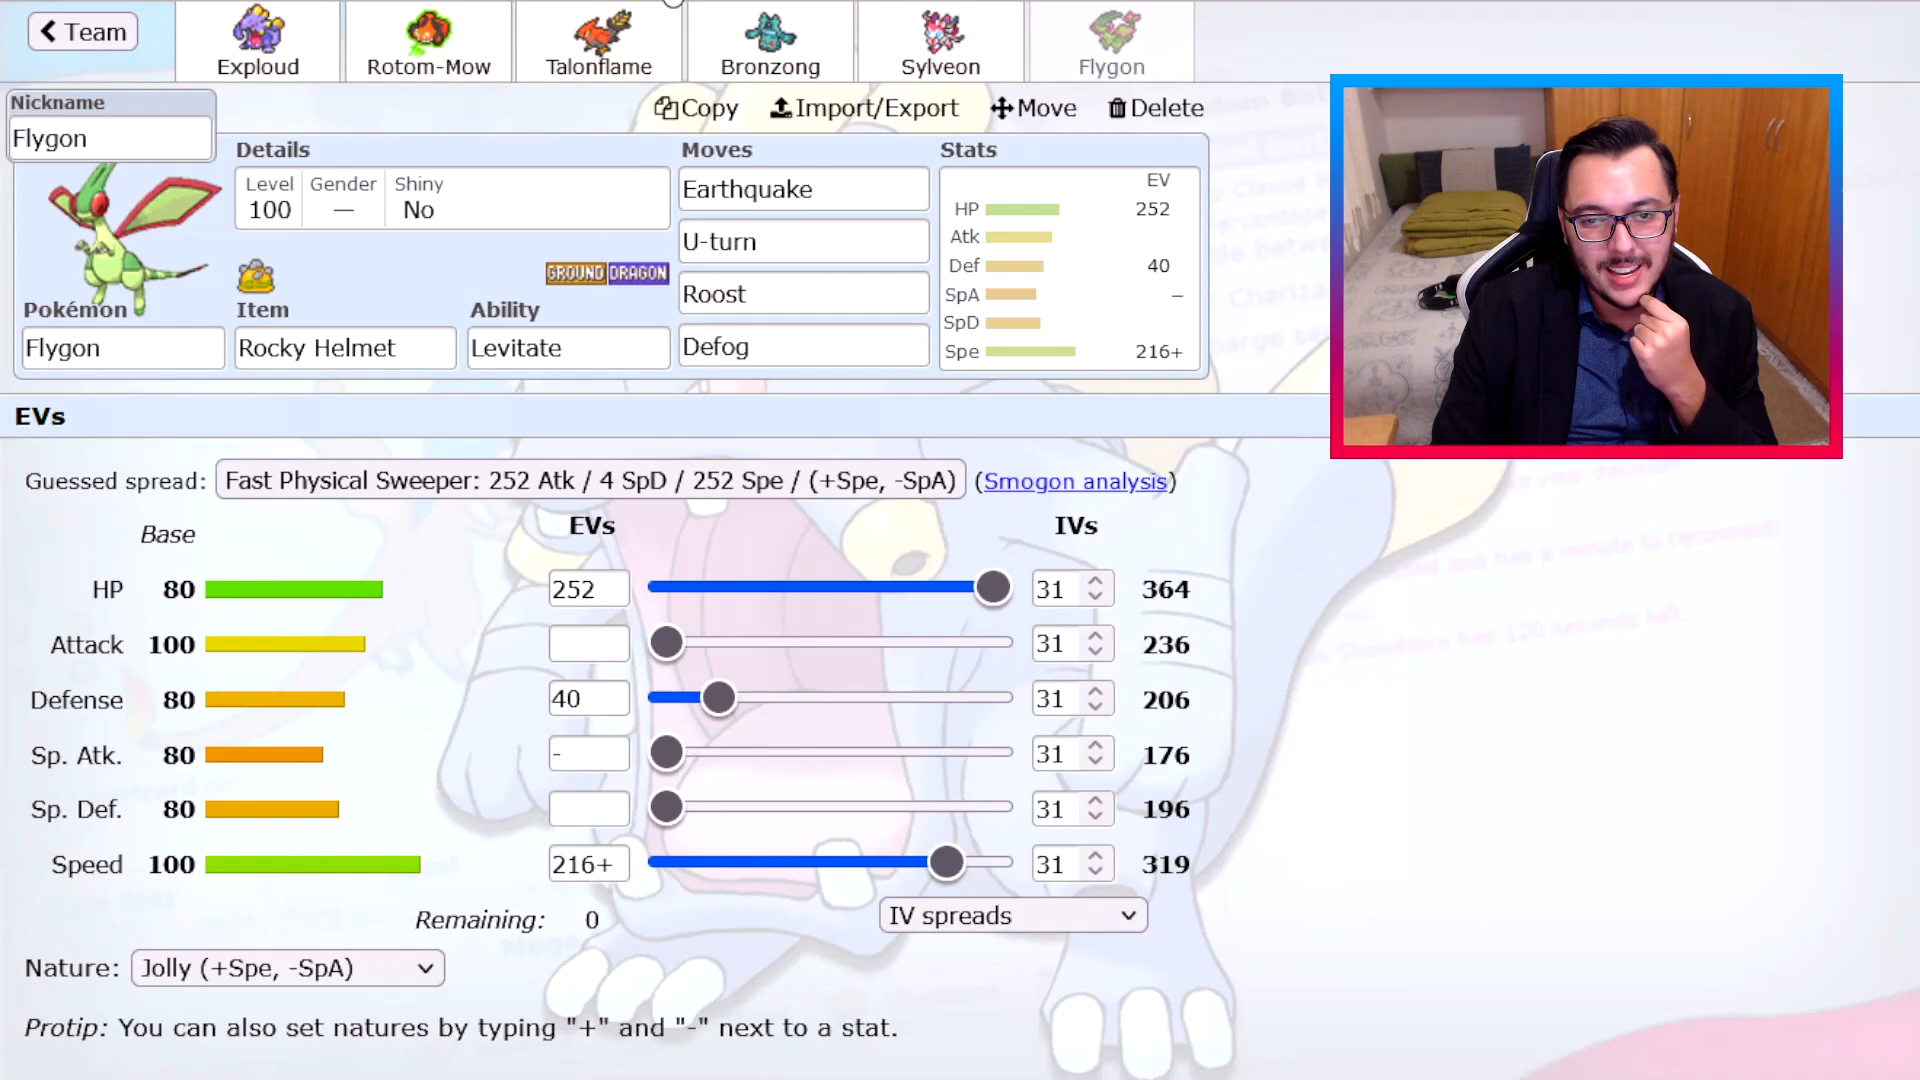 Team
Exploud
Rotom-Mow
Talonflame
Bronzong
Sylveon
Flygon
Copy
Import/Export
Move
Delete
Nickname
Flygon
Details
Level
100
Gender
—
Shiny
No
GROUND DRAGON
Pokémon
Flygon
Item
Rocky Helmet
Ability
Levitate
Moves
Earthquake
U-turn
Roost
Defog
Stats
EV
HP 252
Atk
Def 40
SpA –
SpD
Spe 216+
EVs
Guessed spread: Fast Physical Sweeper: 252 Atk / 4 SpD / 252 Spe / (+Spe, -SpA) (Smogon analysis)
Base EVs IVs
HP 80 252 31 364
Attack 100 31 236
Defense 80 40 31 206
Sp. Atk. 80 - 31 176
Sp. Def. 80 31 196
Speed 100 216+ 31 319
Remaining: 0
IV spreads
Nature: Jolly (+Spe, -SpA)
Protip: You can also set natures by typing "+" and "-" next to a stat.